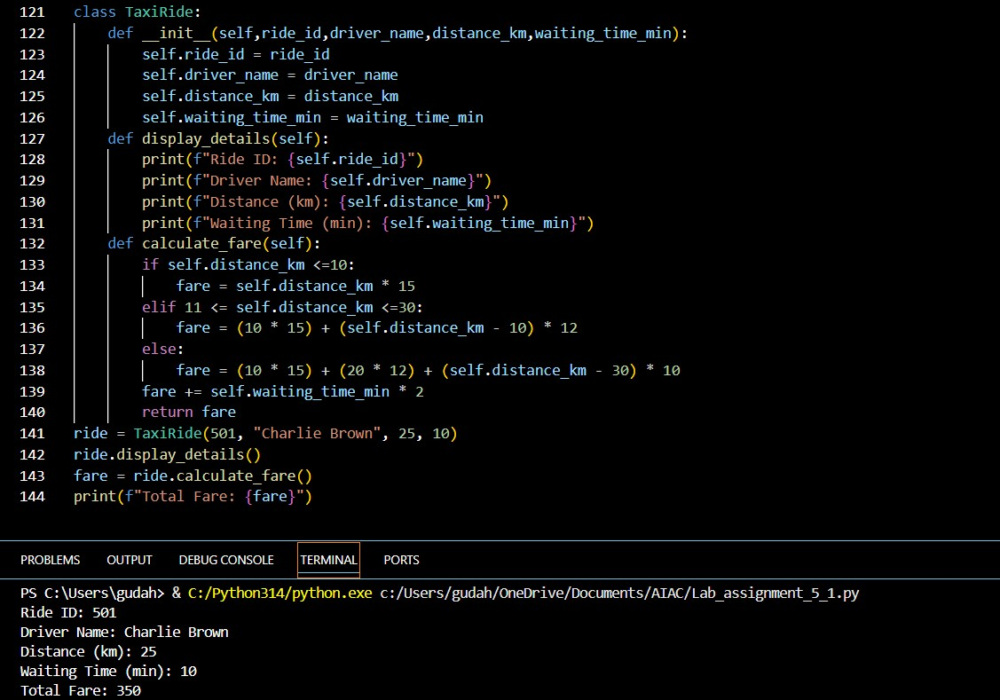 121 class TaxiRide:
122     def __init__(self,ride_id,driver_name,distance_km,waiting_time_min):
123         self.ride_id = ride_id
124         self.driver_name = driver_name
125         self.distance_km = distance_km
126         self.waiting_time_min = waiting_time_min
127     def display_details(self):
128         print(f"Ride ID: {self.ride_id}")
129         print(f"Driver Name: {self.driver_name}")
130         print(f"Distance (km): {self.distance_km}")
131         print(f"Waiting Time (min): {self.waiting_time_min}")
132     def calculate_fare(self):
133         if self.distance_km <=10:
134             fare = self.distance_km * 15
135         elif 11 <= self.distance_km <=30:
136             fare = (10 * 15) + (self.distance_km - 10) * 12
137         else:
138             fare = (10 * 15) + (20 * 12) + (self.distance_km - 30) * 10
139         fare += self.waiting_time_min * 2
140         return fare
141 ride = TaxiRide(501, "Charlie Brown", 25, 10)
142 ride.display_details()
143 fare = ride.calculate_fare()
144 print(f"Total Fare: {fare}")
PROBLEMS OUTPUT DEBUG CONSOLE TERMINAL PORTS
PS C:\Users\gudah> & C:/Python314/python.exe c:/Users/gudah/OneDrive/Documents/AIAC/Lab_assignment_5_1.py
Ride ID: 501
Driver Name: Charlie Brown
Distance (km): 25
Waiting Time (min): 10
Total Fare: 350